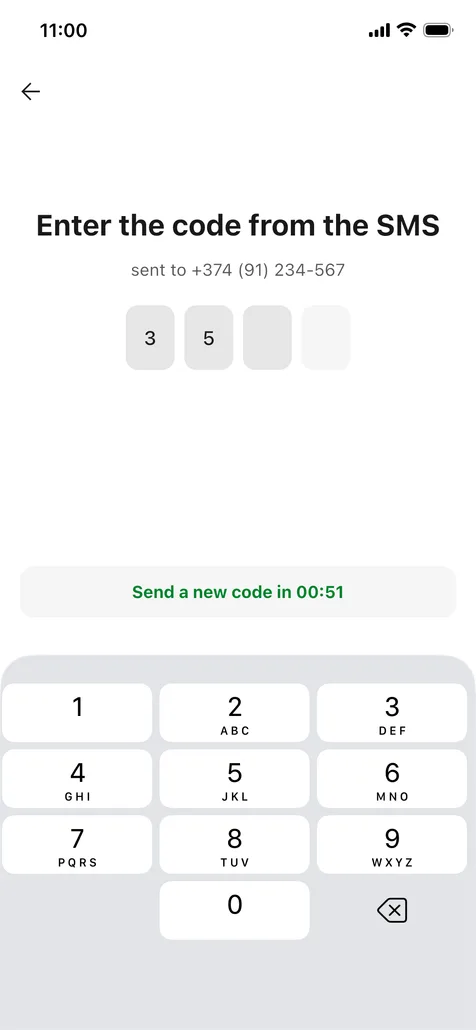 11:00
Enter the code from the SMS
sent to +374 (91) 234-567
3 5
Send a new code in 00:51
1 2 3
ABC DEF
4 5 6
GHI JKL MNO
7 8 9
PQRS TUV WXYZ
0